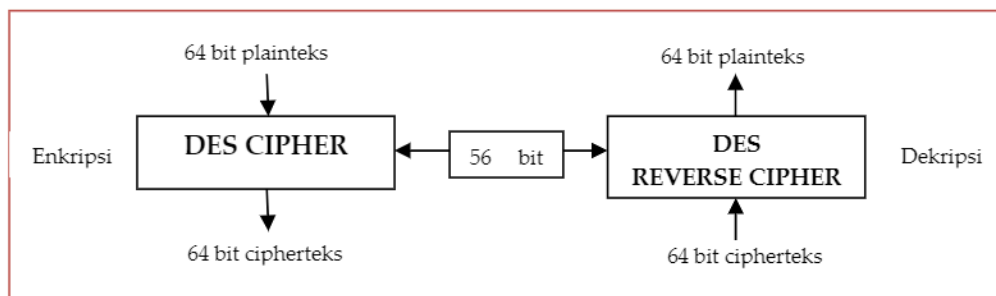 64 bit plainteks
Enkripsi
DES CIPHER
64 bit cipherteks
56 bit
64 bit plainteks
DES
REVERSE CIPHER
Dekripsi
64 bit cipherteks